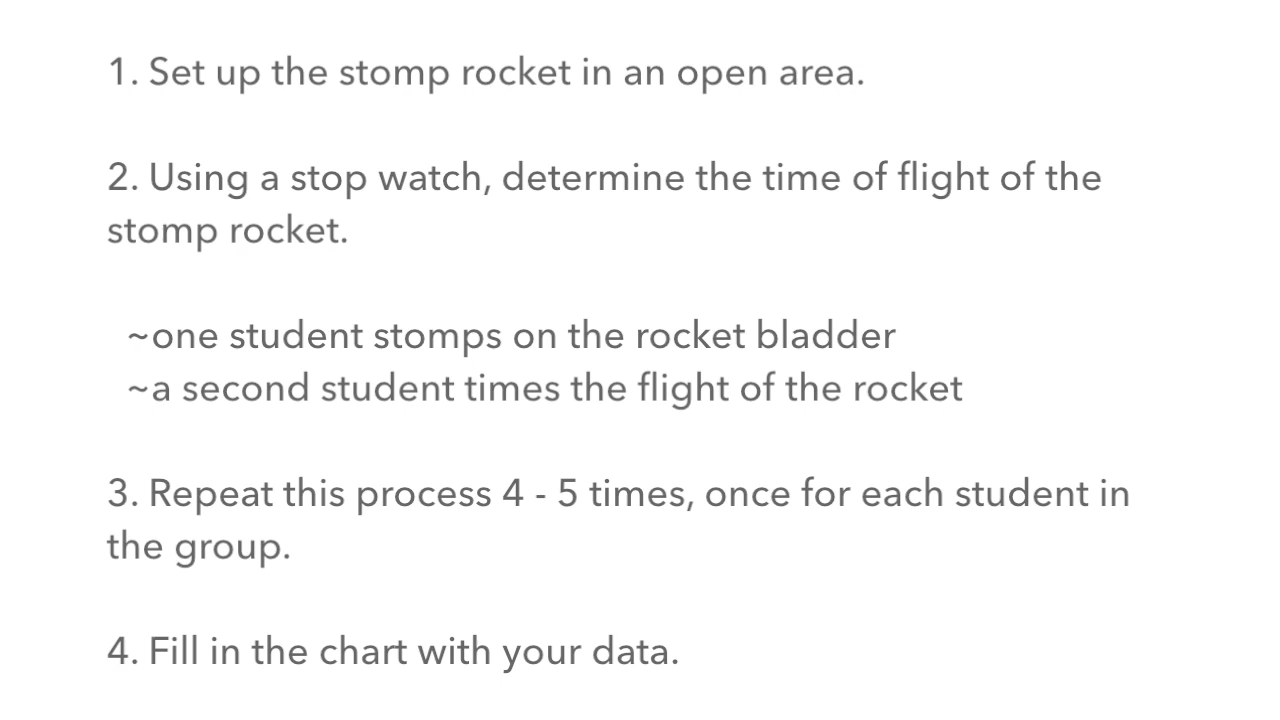 1. Set up the stomp rocket in an open area.
2. Using a stop watch, determine the time of flight of the
stomp rocket.
~one student stomps on the rocket bladder
~a second student times the flight of the rocket
3. Repeat this process 4 - 5 times, once for each student in
the group.
4. Fill in the chart with your data.